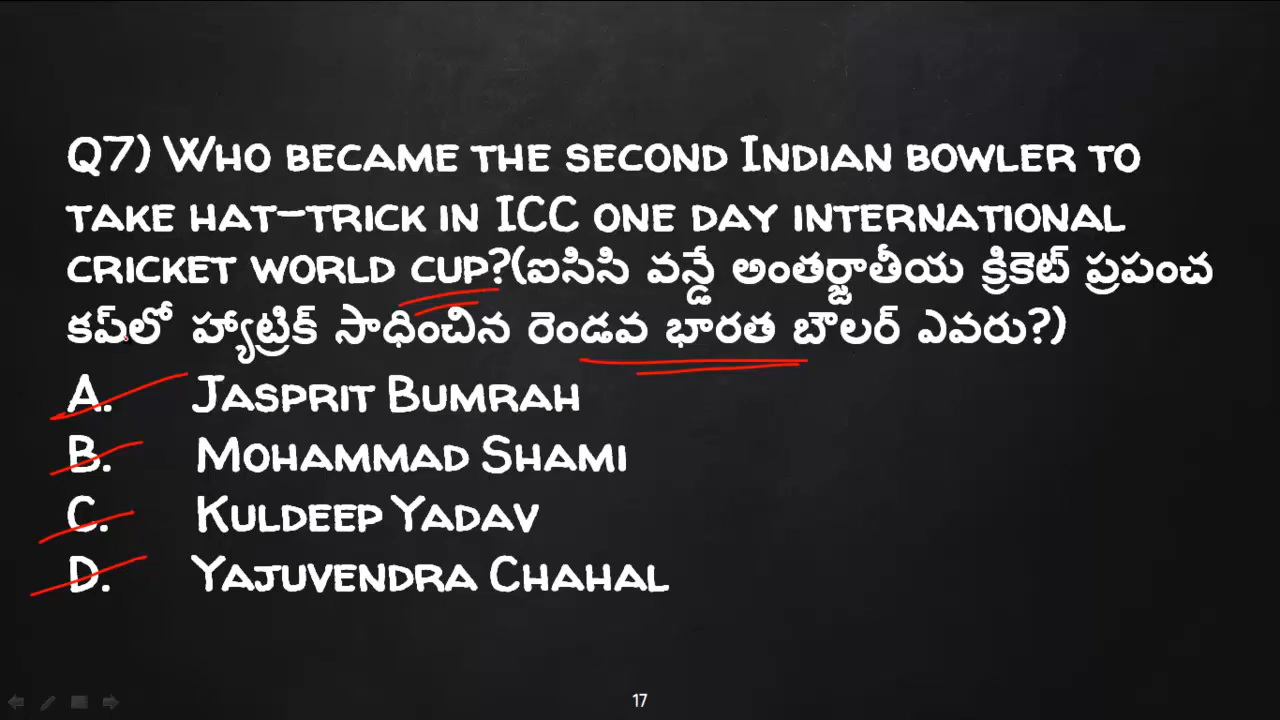 Q7) Who became the second Indian bowler to
take hat-trick in ICC one day international
cricket world cup?(ఐసిసి వన్డే అంతర్జాతీయ క్రికెట్ ప్రపంచ
కప్‌లో హ్యాట్రిక్ సాధించిన రెండవ భారత బౌలర్ ఎవరు?)
A. Jasprit Bumrah
B. Mohammad Shami
C. Kuldeep Yadav
D. Yajuvendra Chahal
17